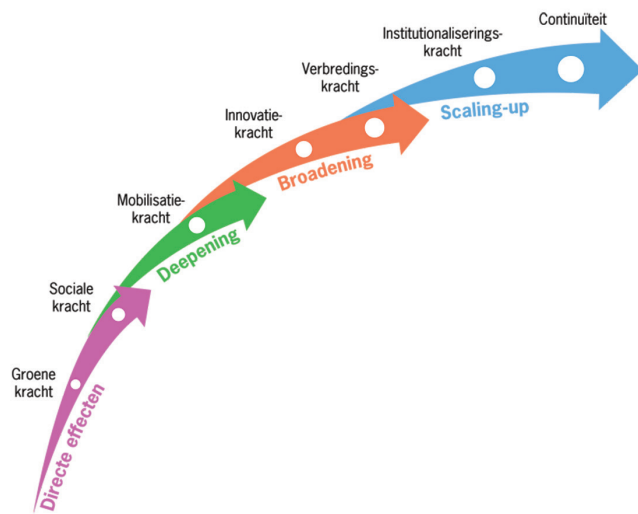 Continuïteit
Institutionaliserings-
kracht
Verbredings-
kracht
Scaling-up
Innovatie-
kracht
Broadening
Mobilisatie-
kracht
Deepening
Sociale
kracht
Groene
kracht
Directe effecten